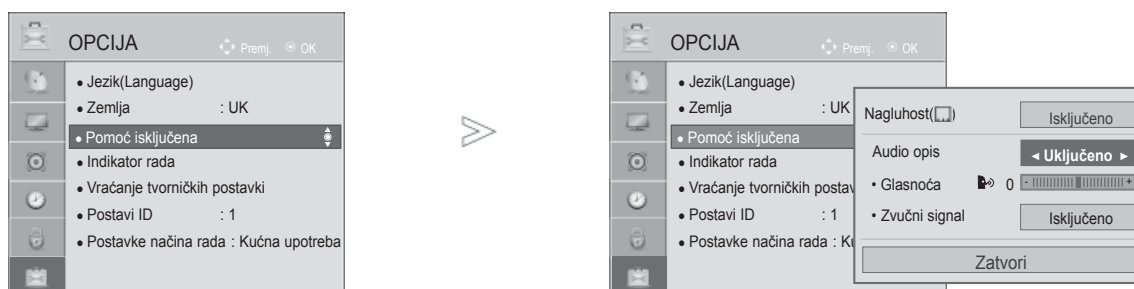 OPCIJA Premj. OK
• Jezik(Language)
• Zemlja : UK
• Pomoć isključena
• Indikator rada
• Vraćanje tvorničkih postavki
• Postavi ID : 1
• Postavke načina rada : Kućna upotreba
OPCIJA Premj. OK
• Jezik(Language)
• Zemlja : UK
• Pomoć isključena
• Indikator rada
• Vraćanje tvorničkih postav
• Postavi ID : 1
• Postavke načina rada : Ku
Nagluhost( ) Isključeno
Audio opis ◄ Uključeno ►
• Glasnoća 0 - +
• Zvučni signal Isključeno
Zatvori